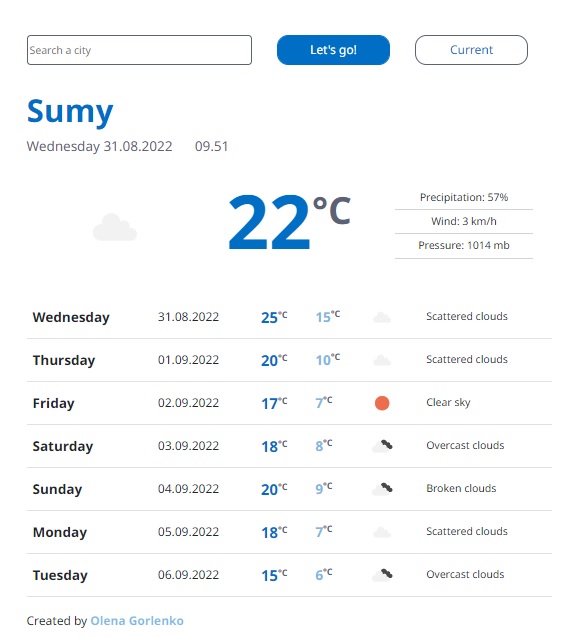 Search a city Let's go! Current
Sumy
Wednesday 31.08.2022 09.51
22°C
Precipitation: 57%
Wind: 3 km/h
Pressure: 1014 mb
Wednesday 31.08.2022 25°C 15°C Scattered clouds
Thursday 01.09.2022 20°C 10°C Scattered clouds
Friday 02.09.2022 17°C 7°C Clear sky
Saturday 03.09.2022 18°C 8°C Overcast clouds
Sunday 04.09.2022 20°C 9°C Broken clouds
Monday 05.09.2022 18°C 7°C Scattered clouds
Tuesday 06.09.2022 15°C 6°C Overcast clouds
Created by Olena Gorlenko